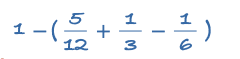 1 − ( 5/12 + 1/3 − 1/6 )